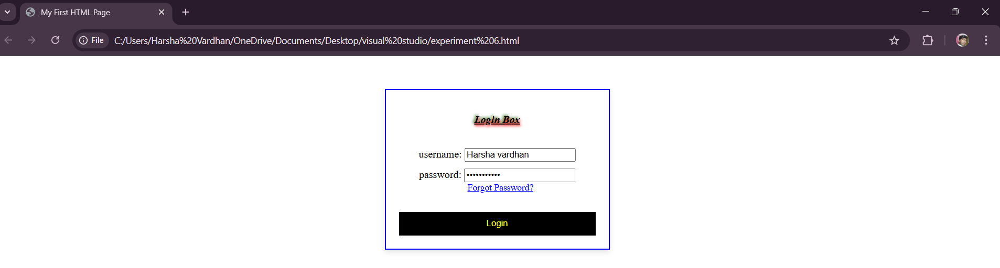 My First HTML Page
File C:/Users/Harsha%20Vardhan/OneDrive/Documents/Desktop/visual%20studio/experiment%206.html
Login Box
username: Harsha vardhan
password: •••••••••••
Forgot Password?
Login